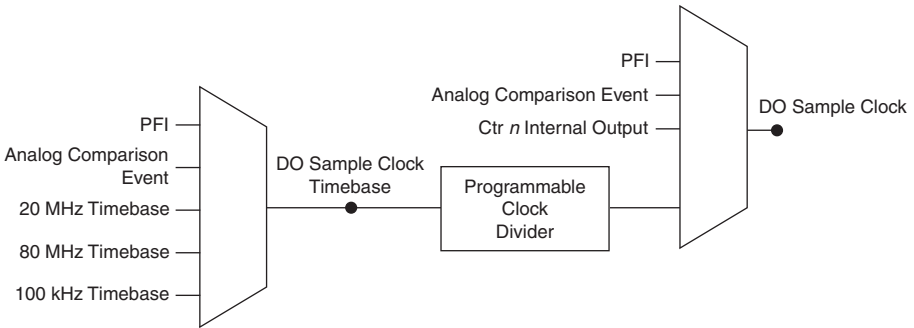 PFI
Analog Comparison
Event
20 MHz Timebase
80 MHz Timebase
100 kHz Timebase
DO Sample Clock
Timebase
Programmable
Clock
Divider
PFI
Analog Comparison Event
Ctr n Internal Output
DO Sample Clock